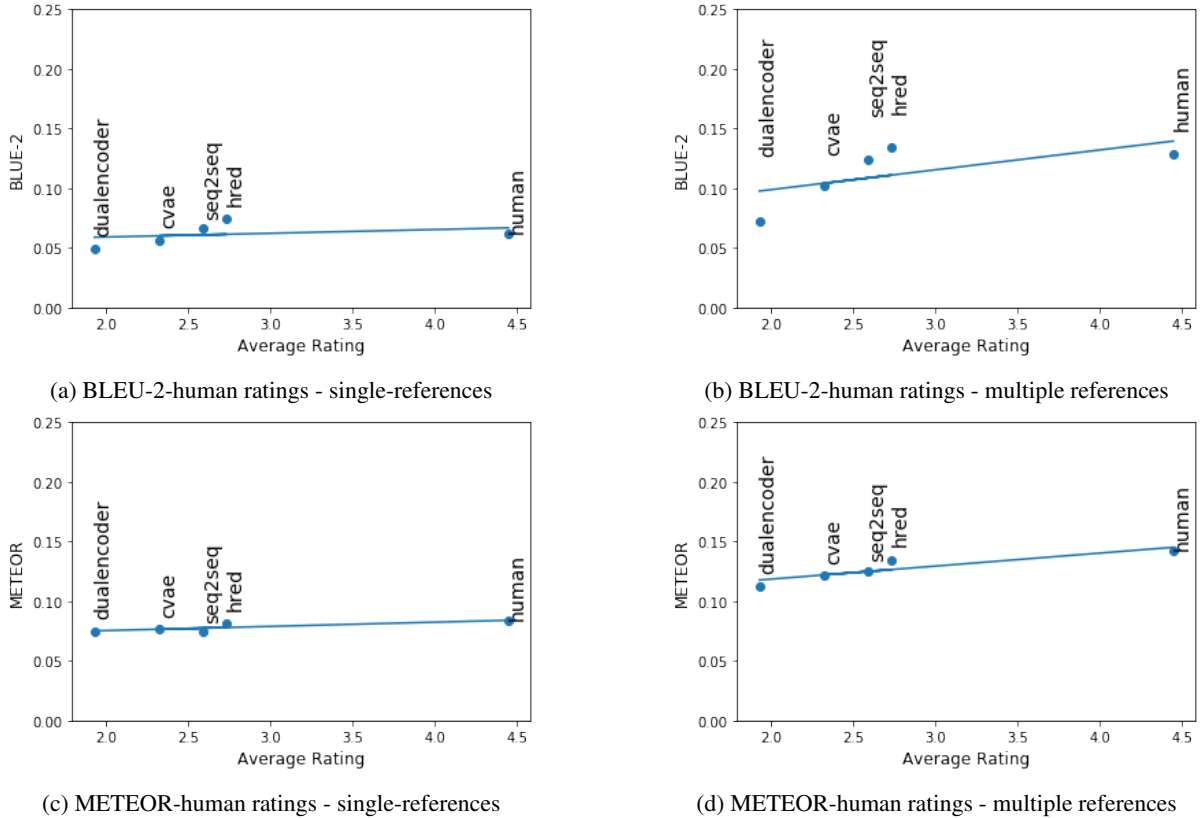 0.25
0.20
0.15
0.10
0.05
0.00
BLUE-2
dualencoder
cvae
seq2seq
hred
human
2.0 2.5 3.0 3.5 4.0 4.5
Average Rating
(a) BLEU-2-human ratings - single-references
0.25
0.20
0.15
0.10
0.05
0.00
BLUE-2
dualencoder
cvae
seq2seq
hred
human
2.0 2.5 3.0 3.5 4.0 4.5
Average Rating
(b) BLEU-2-human ratings - multiple references
0.25
0.20
0.15
0.10
0.05
0.00
METEOR
dualencoder
cvae
seq2seq
hred
human
2.0 2.5 3.0 3.5 4.0 4.5
Average Rating
(c) METEOR-human ratings - single-references
0.25
0.20
0.15
0.10
0.05
0.00
METEOR
dualencoder
cvae
seq2seq
hred
human
2.0 2.5 3.0 3.5 4.0 4.5
Average Rating
(d) METEOR-human ratings - multiple references